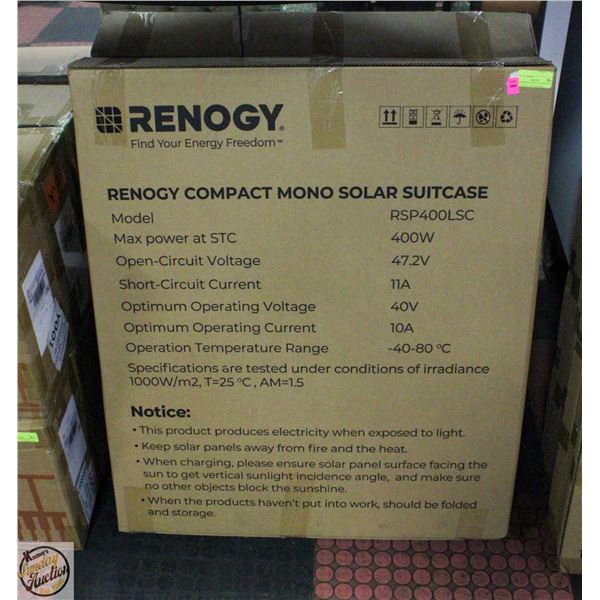 RENOGY®
Find Your Energy Freedom™
RENOGY COMPACT MONO SOLAR SUITCASE
Model RSP400LSC
Max power at STC 400W
Open-Circuit Voltage 47.2V
Short-Circuit Current 11A
Optimum Operating Voltage 40V
Optimum Operating Current 10A
Operation Temperature Range -40-80 °C
Specifications are tested under conditions of irradiance
1000W/m2, T=25 °C , AM=1.5
Notice:
• This product produces electricity when exposed to light.
• Keep solar panels away from fire and the heat.
• When charging, please ensure solar panel surface facing the
sun to get vertical sunlight incidence angle, and make sure
no other objects block the sunshine.
• When the products haven't put into work, should be folded
and storage.
Sunday
Auction